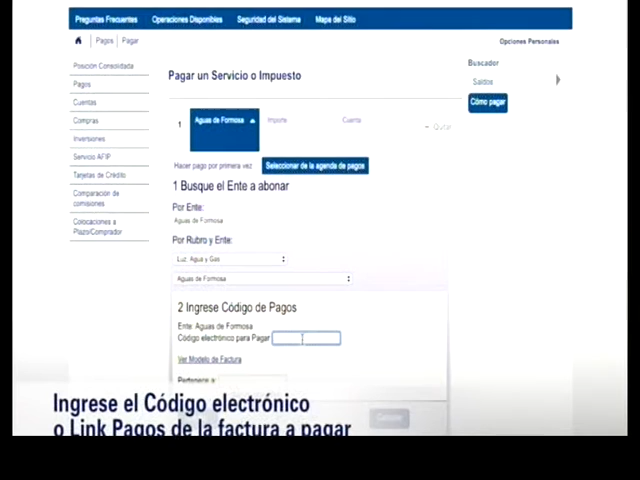 Preguntas Frecuentes Operaciones Disponibles Seguridad del Sistema Mapa del Sitio
Pagos Pagar
Opciones Personales
Posición Consolidada
Pagos
Cuentas
Compras
Inversiones
Servicio AFIP
Tarjetas de Crédito
Comparación de
comisiones
Colocaciones a
Plazo/Comprador
Pagar un Servicio o Impuesto
Buscador
Saldos
Cómo pagar
1 Aguas de Formosa Importe Cuenta Quitar
Hacer pago por primera vez Seleccionar de la agenda de pagos
1 Busque el Ente a abonar
Por Ente:
Aguas de Formosa
Por Rubro y Ente:
Luz, Agua y Gas
Aguas de Formosa
2 Ingrese Código de Pagos
Ente: Aguas de Formosa
Código electrónico para Pagar
Ver Modelo de Factura
Pertenece a
Ingrese el Código electrónico
o Link Pagos de la factura a pagar